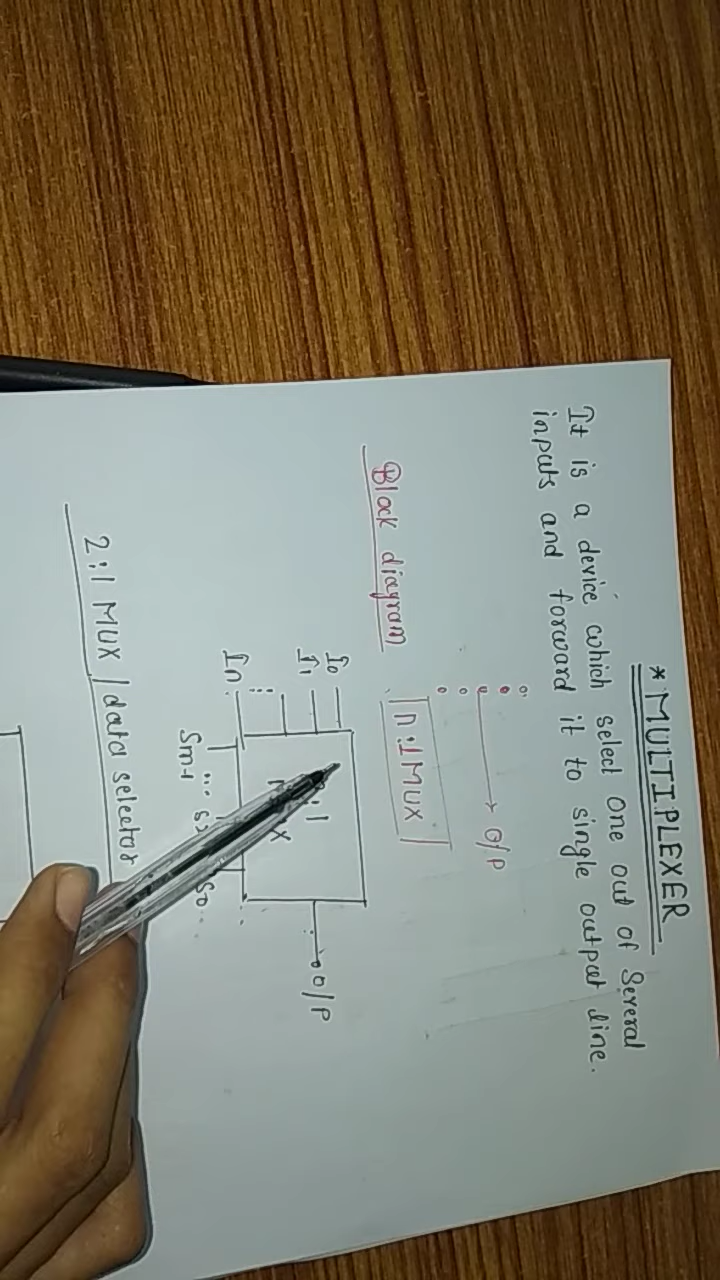 *MULTIPLEXER
It is a device which select One out of Several
inputs and forward it to single output line.
O/P
n:1 MUX
Block diagram
I0
I1
In
:1
O/P
Sm-1 ... S0
2:1 MUX / data selector